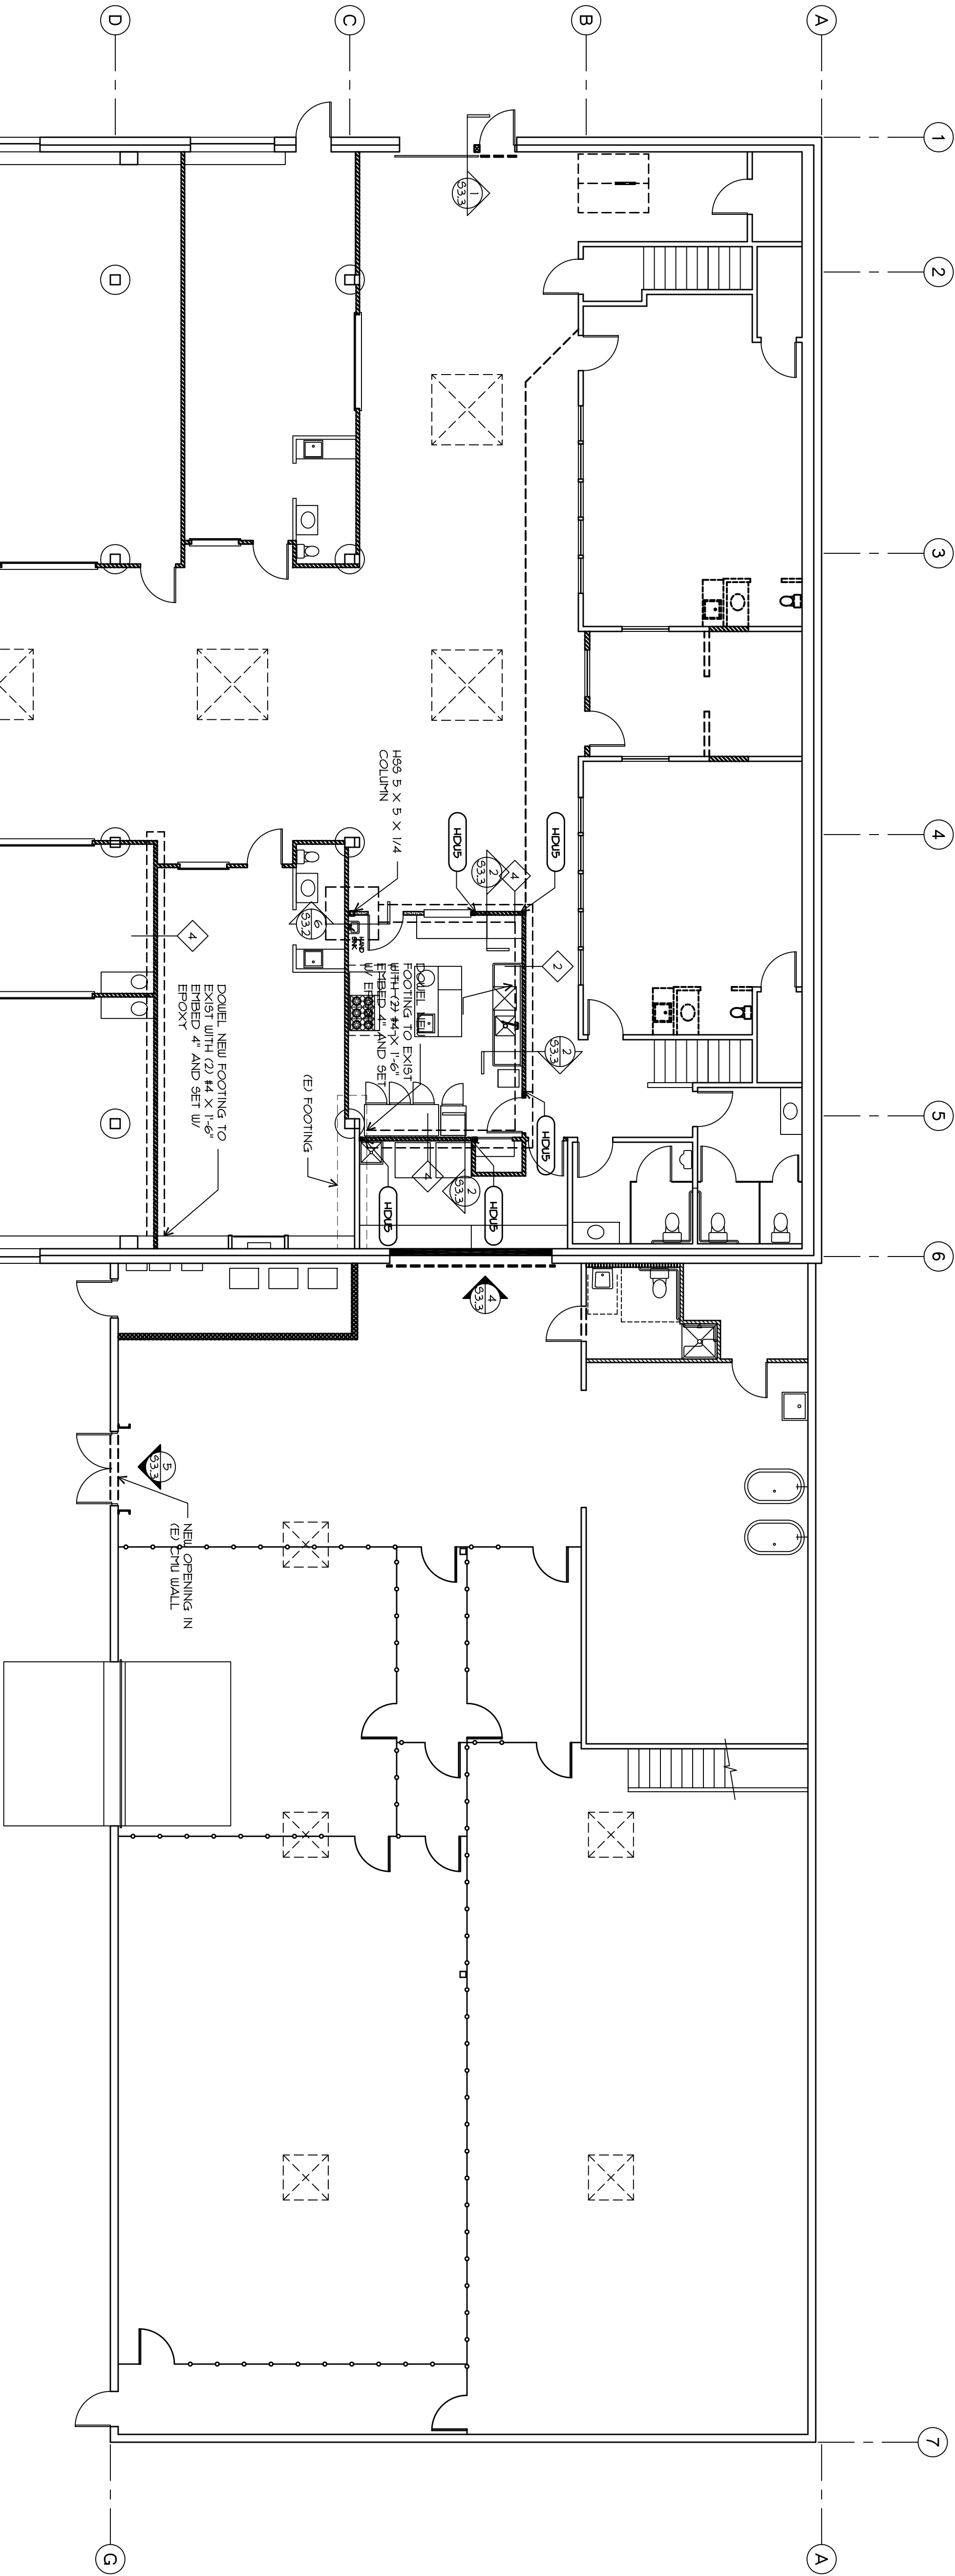 1
2
3
4
5
6
7
A
B
C
D
A
G
1
S3.3
HSS 5 X 5 X 1/4
COLUMN
HDU5
HDU5
2
S3.3
4
2
2
S3.3
6
S3.2
HAND
SINK
DOWEL NEW
FOOTING TO EXIST
WITH (2) #4 X 1'-6"
EMBED 4" AND SET
W/
HDU5
HDU5
HDU5
4
2
S3.3
4
DOWEL NEW FOOTING TO
EXIST WITH (2) #4 X 1'-6"
EMBED 4" AND SET W/
EPOXY
(E) FOOTING
4
S3.3
5
S3.3
NEW OPENING IN
(E) CMU WALL